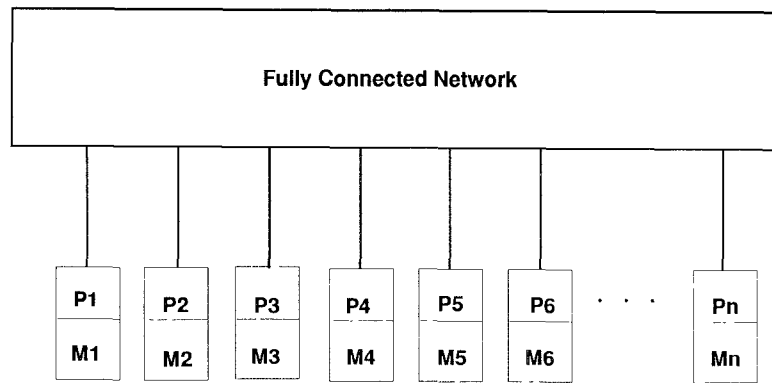 Fully Connected Network
P1 P2 P3 P4 P5 P6 . . . Pn
M1 M2 M3 M4 M5 M6 Mn